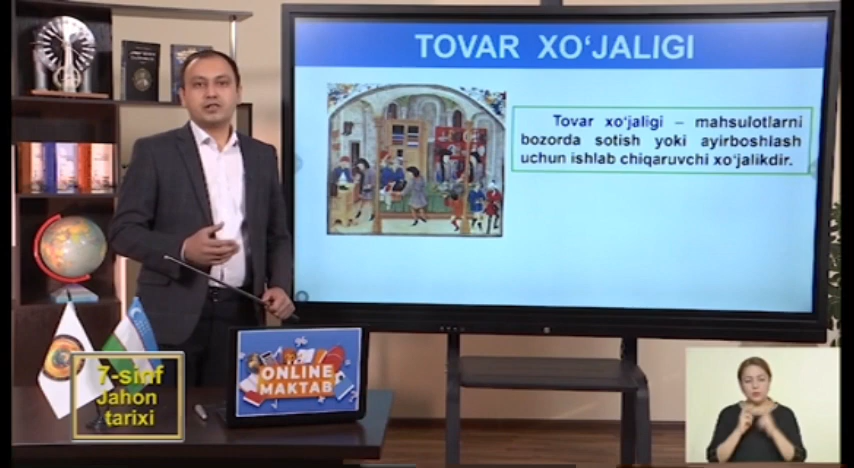 TOVAR XO‘JALIGI
Tovar xo‘jaligi – mahsulotlarni
bozorda sotish yoki ayirboshlash
uchun ishlab chiqaruvchi xo‘jalikdir.
ONLINE
MAKTAB
7-sinf
Jahon
tarixi